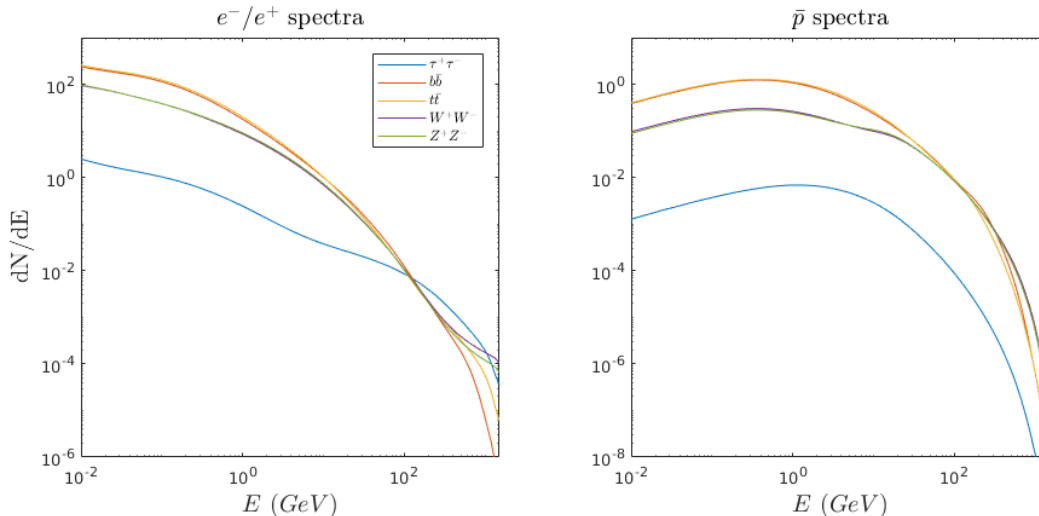 e⁻/e⁺ spectra
dN/dE
10²
10⁰
10⁻²
10⁻⁴
10⁻⁶
τ⁺τ⁻
bb̄
tt̄
W⁺W⁻
Z⁺Z⁻
10⁻²
10⁰
10²
E (GeV)
p̄ spectra
10⁰
10⁻²
10⁻⁴
10⁻⁶
10⁻⁸
10⁻²
10⁰
10²
E (GeV)